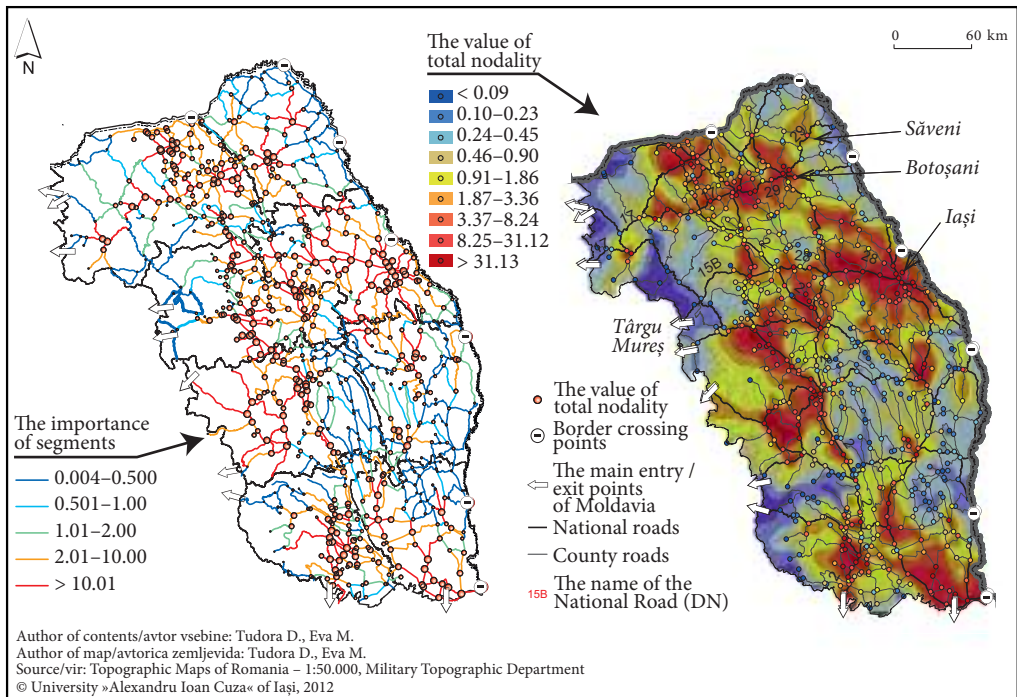 N
The value of
total nodality
< 0.09
0.10–0.23
0.24–0.45
0.46–0.90
0.91–1.86
1.87–3.36
3.37–8.24
8.25–31.12
> 31.13
0 60 km
Săveni
Botoşani
Iaşi
29
15B
28
28
17
Târgu
Mureş
The importance
of segments
0.004–0.500
0.501–1.00
1.01–2.00
2.01–10.00
> 10.01
The value of
total nodality
Border crossing
points
The main entry /
exit points
of Moldavia
National roads
County roads
15B The name of the
National Road (DN)
Author of contents/avtor vsebine: Tudora D., Eva M.
Author of map/avtorica zemljevida: Tudora D., Eva M.
Source/vir: Topographic Maps of Romania – 1:50.000, Military Topographic Department
© University »Alexandru Ioan Cuza« of Iaşi, 2012